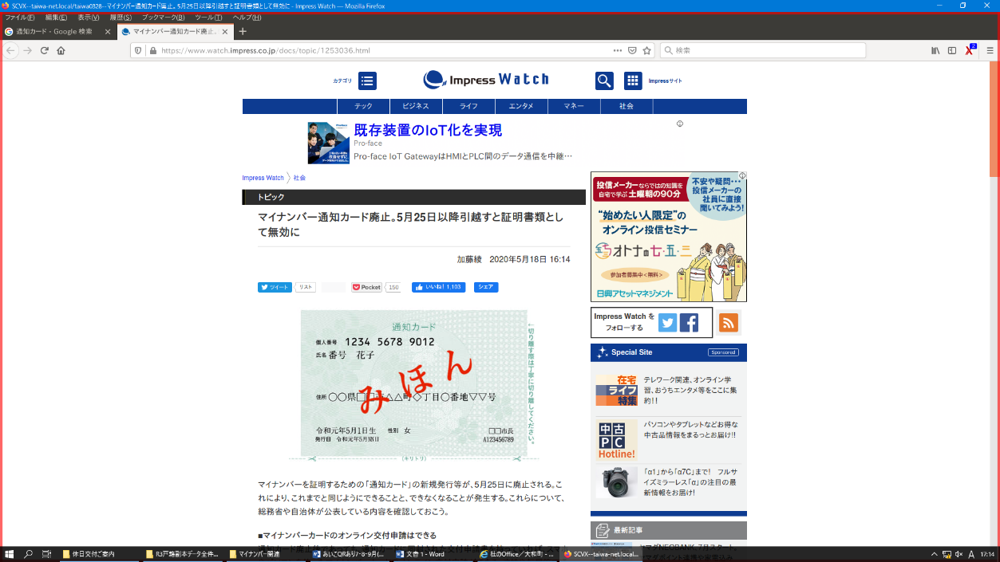 SCVX--taiwa-net.local/taiwa0328--マイナンバー通知カード廃止。5月25日以降引越すと証明書類として無効に - Impress Watch — Mozilla Firefox
ファイル(F) 編集(E) 表示(V) 履歴(S) ブックマーク(B) ツール(T) ヘルプ(H)
通知カード - Google 検索
マイナンバー通知カード廃止。
https://www.watch.impress.co.jp/docs/topic/1253036.html
検索
2
カテゴリ
Impress Watch
Impressサイト
テック ビジネス ライフ エンタメ マネー 社会
既存装置のIoT化を実現
Pro-face
Pro-face IoT GatewayはHMIとPLC間のデータ通信を中継…
Impress Watch 社会
トピック
マイナンバー通知カード廃止。5月25日以降引越すと証明書類とし
て無効に
加藤綾 2020年5月18日 16:14
ツイート
リスト
Pocket
150
いいね! 1,103
シェア
通知カード
個人番号 1234 5678 9012
氏名 番号 花子
みほん
住所 〇〇県□□市△△町◇丁目〇番地▽▽号
令和元年5月1日生 性別 女
□□市長
発行日 令和元年5月XX日
A123456789
(キリトリ)
←切り離す際は丁寧に切り離してください。
マイナンバーを証明するための「通知カード」の新規発行等が、5月25日に廃止される。こ
れにより、これまでと同じようにできることと、できなくなることが発生する。これらについて、
総務省や自治体が公表している内容を確認しておこう。
■マイナンバーカードのオンライン交付申請はできる
投信メーカーならではの知識を
自宅で学ぶ 土曜朝の90分
不安や疑問・・・
投信メーカーの
社員に直接
聞いてみよう!
“始めたい人限定”の
オンライン投信セミナー
オトナの七・五・三
参加者募集中<無料>
日興アセットマネジメント
Impress Watch を
フォローする
Special Site
Sponsored
在宅
ライフ
特集
テレワーク関連、オンライン学
習、おうちエンタメ等をここに集
約!!
中古
PC
Hotline!
パソコンやタブレットなどお得な
中古品情報をまるっとお届け!!
「α1」から「α7C」まで! フルサ
イズミラーレス「α」の注目の最
新情報をお届け!
最新記事
休日交付ご案内
R3戸籍副本データ全件...
マイナンバー関連
あいこQRあり7・8・9月(...
文書 1 - Word
杜のOffice／大和町 - ...
SCVX--taiwa-net.local...
A
17:14